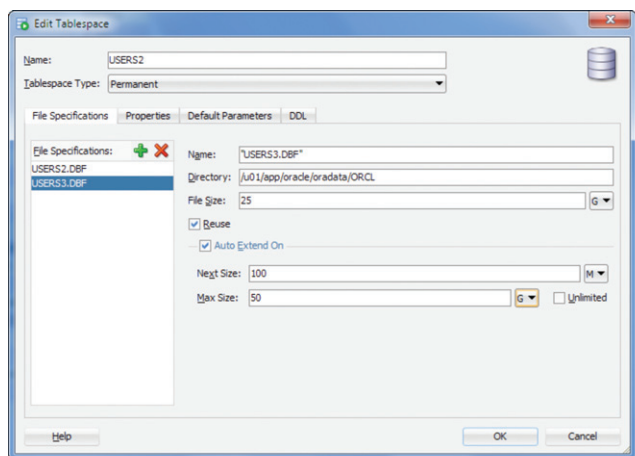 Edit Tablespace
Name: USERS2
Tablespace Type: Permanent
File Specifications Properties Default Parameters DDL
File Specifications:
USERS2.DBF
USERS3.DBF
Name: "USERS3.DBF"
Directory: /u01/app/oracle/oradata/ORCL
File Size: 25 G
Reuse
Auto Extend On
Next Size: 100 M
Max Size: 50 G Unlimited
Help OK Cancel